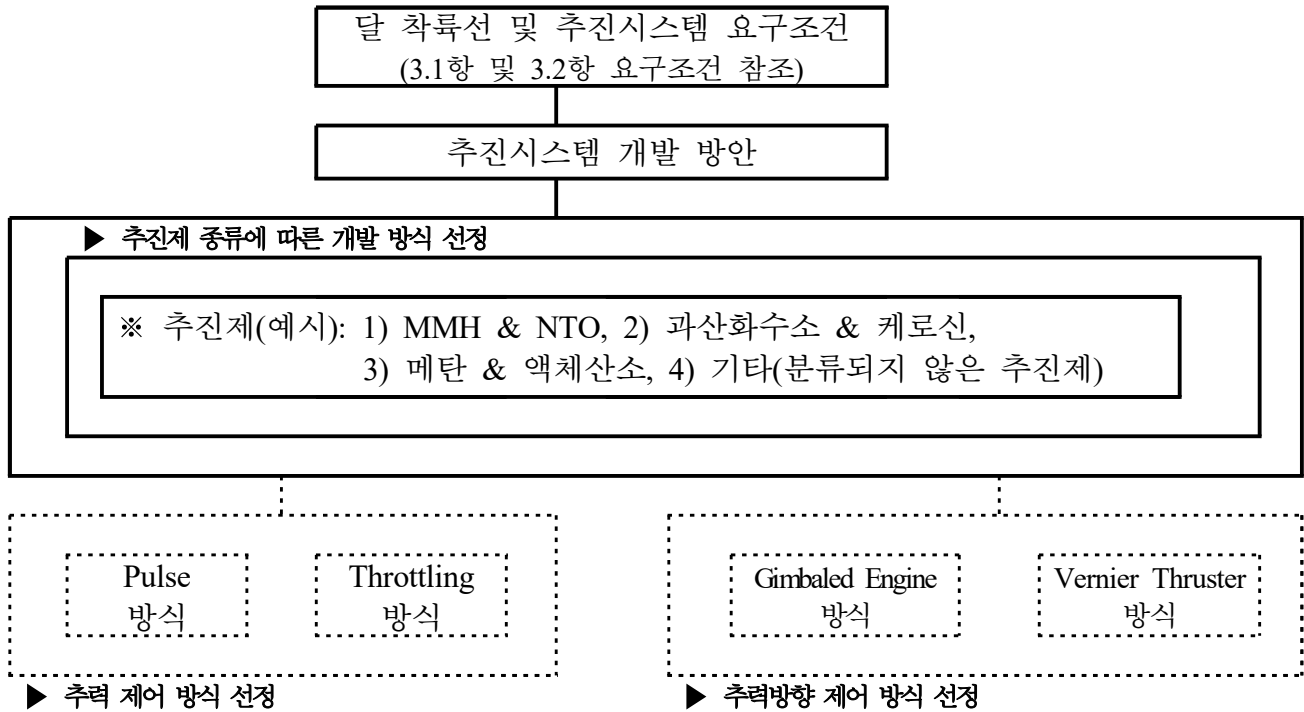 달 착륙선 및 추진시스템 요구조건
(3.1항 및 3.2항 요구조건 참조)
추진시스템 개발 방안
▶ 추진제 종류에 따른 개발 방식 선정
※ 추진제(예시): 1) MMH & NTO, 2) 과산화수소 & 케로신,
3) 메탄 & 액체산소, 4) 기타(분류되지 않은 추진제)
Pulse
방식
Throttling
방식
▶ 추력 제어 방식 선정
Gimbaled Engine
방식
Vernier Thruster
방식
▶ 추력방향 제어 방식 선정